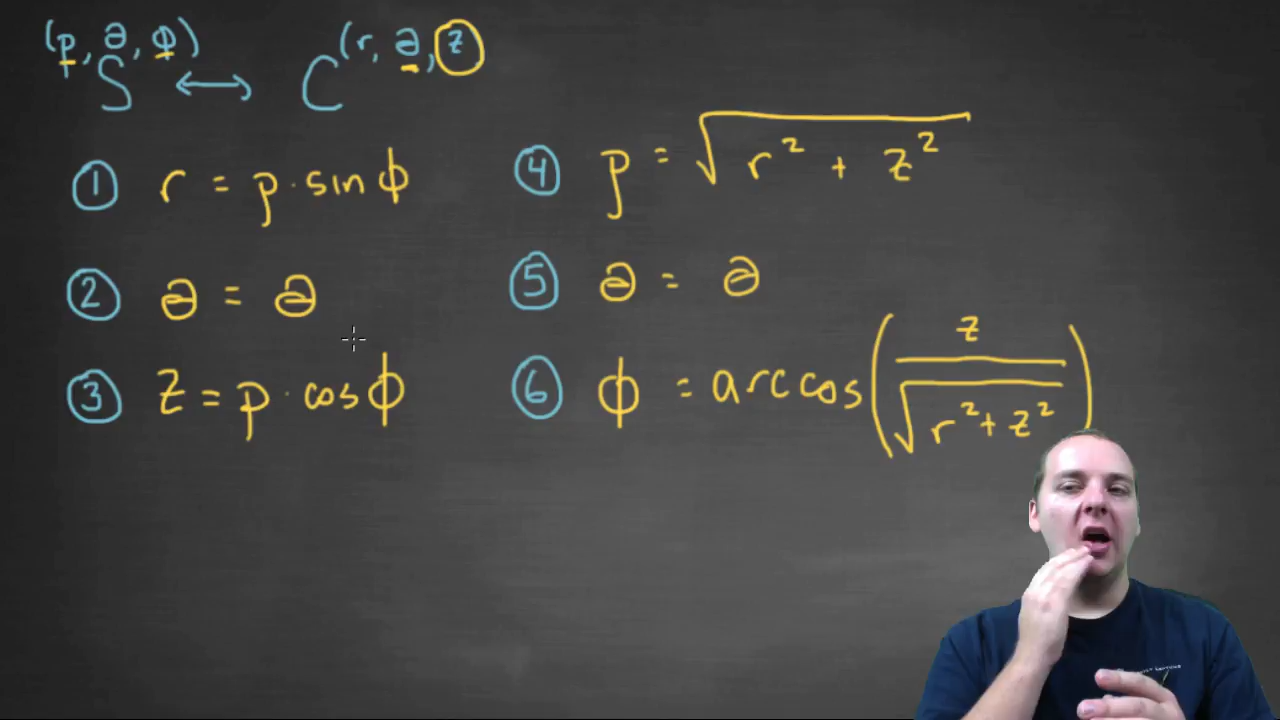 (ρ, θ, φ) (r, θ, z)
S ↔ C
① r = ρ · sin φ
② θ = θ
③ z = ρ · cos φ
④ ρ = √(r² + z²)
⑤ θ = θ
⑥ φ = arccos(z / √(r² + z²))